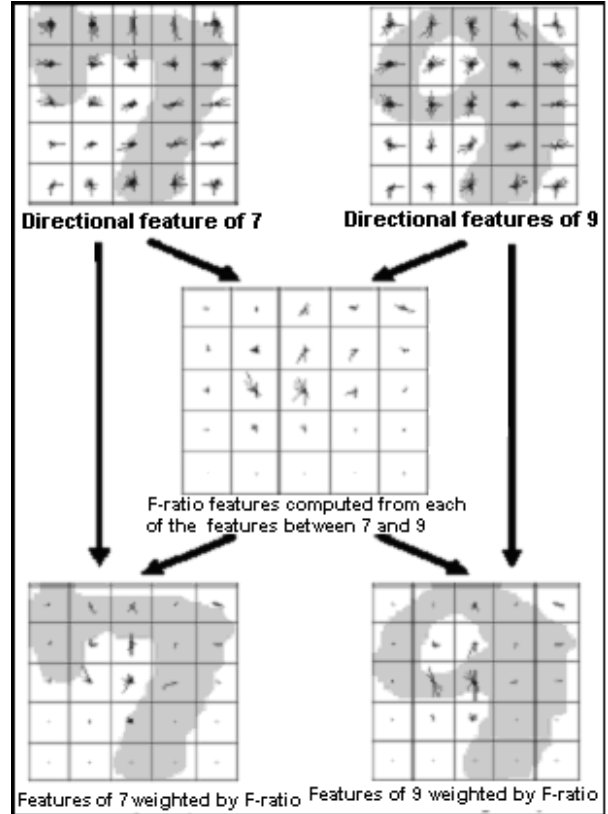 Directional feature of 7
Directional features of 9
F-ratio features computed from each
of the features between 7 and 9
Features of 7 weighted by F-ratio
Features of 9 weighted by F-ratio